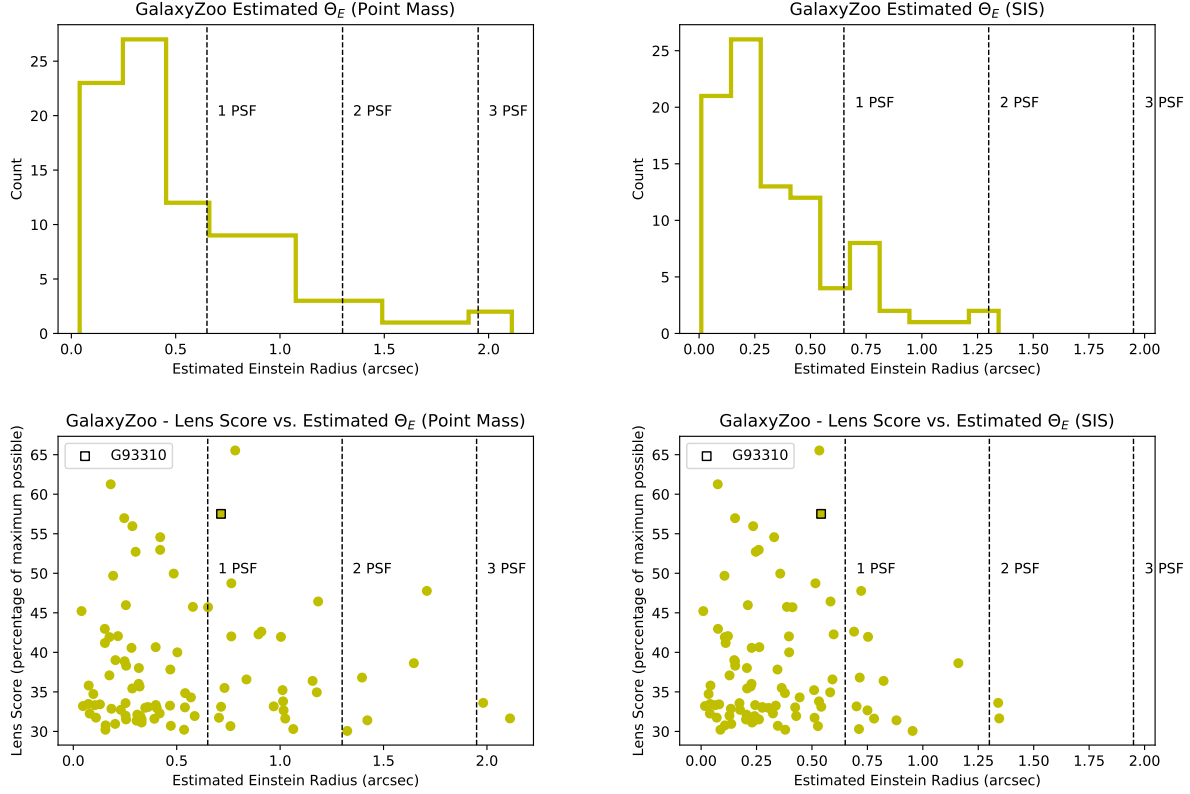 GalaxyZoo Estimated Θ_E (Point Mass)
Count
25
20
15
10
5
0
1 PSF
2 PSF
3 PSF
0.0 0.5 1.0 1.5 2.0
Estimated Einstein Radius (arcsec)
GalaxyZoo Estimated Θ_E (SIS)
Count
25
20
15
10
5
0
1 PSF
2 PSF
3 PSF
0.00 0.25 0.50 0.75 1.00 1.25 1.50 1.75 2.00
Estimated Einstein Radius (arcsec)
GalaxyZoo - Lens Score vs. Estimated Θ_E (Point Mass)
Lens Score (percentage of maximum possible)
G93310
65
60
55
50
45
40
35
30
1 PSF
2 PSF
3 PSF
0.0 0.5 1.0 1.5 2.0
Estimated Einstein Radius (arcsec)
GalaxyZoo - Lens Score vs. Estimated Θ_E (SIS)
Lens Score (percentage of maximum possible)
G93310
65
60
55
50
45
40
35
30
1 PSF
2 PSF
3 PSF
0.00 0.25 0.50 0.75 1.00 1.25 1.50 1.75 2.00
Estimated Einstein Radius (arcsec)